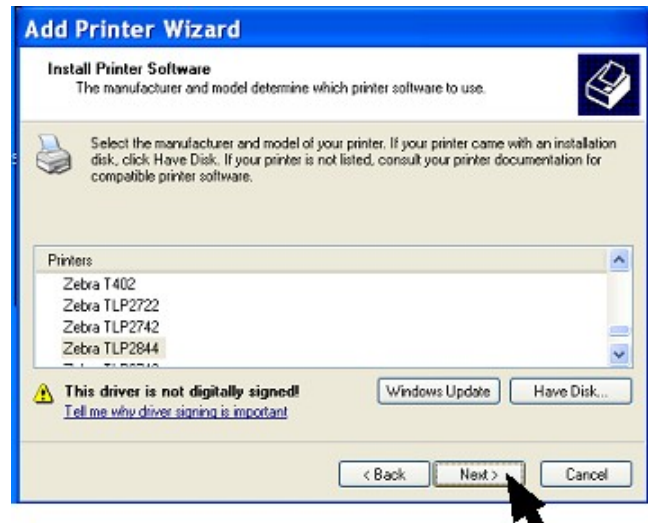 Add Printer Wizard
Install Printer Software
The manufacturer and model determine which printer software to use.
Select the manufacturer and model of your printer. If your printer came with an installation
disk, click Have Disk. If your printer is not listed, consult your printer documentation for
compatible printer software.
Printers
Zebra T402
Zebra TLP2722
Zebra TLP2742
Zebra TLP2844
This driver is not digitally signed!
Tell me why driver signing is important
Windows Update
Have Disk...
< Back
Next >
Cancel